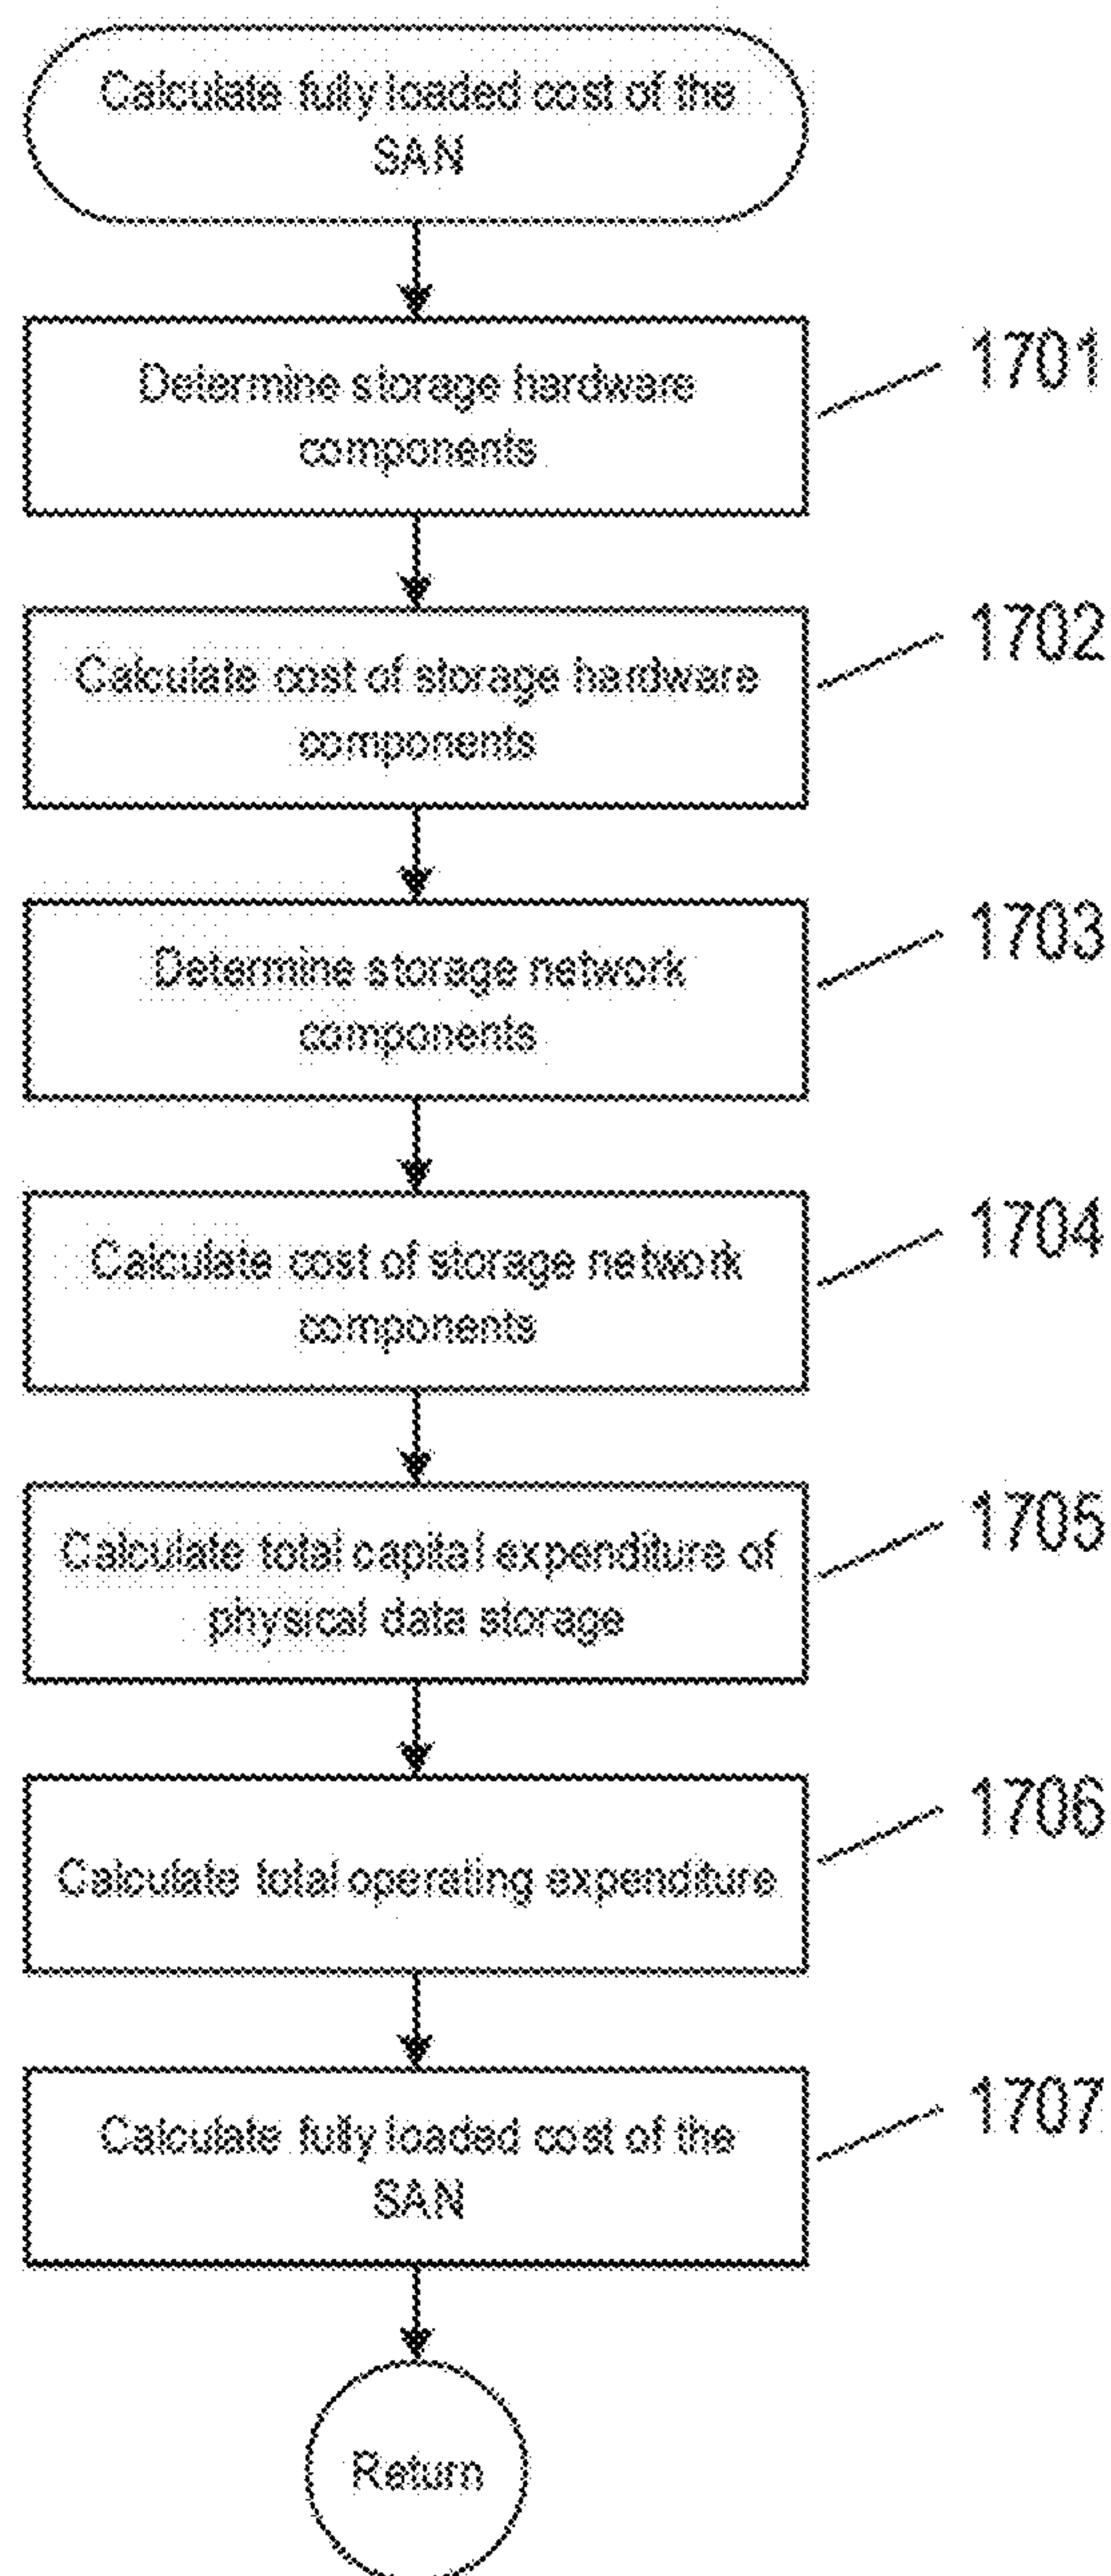 Calculate fully loaded cost of the
SAN
Determine storage hardware
components
1701
Calculate cost of storage hardware
components
1702
Determine storage network
components
1703
Calculate cost of storage network
components
1704
Calculate total capital expenditure of
physical data storage
1705
Calculate total operating expenditure
1706
Calculate fully loaded cost of the
SAN
1707
Return